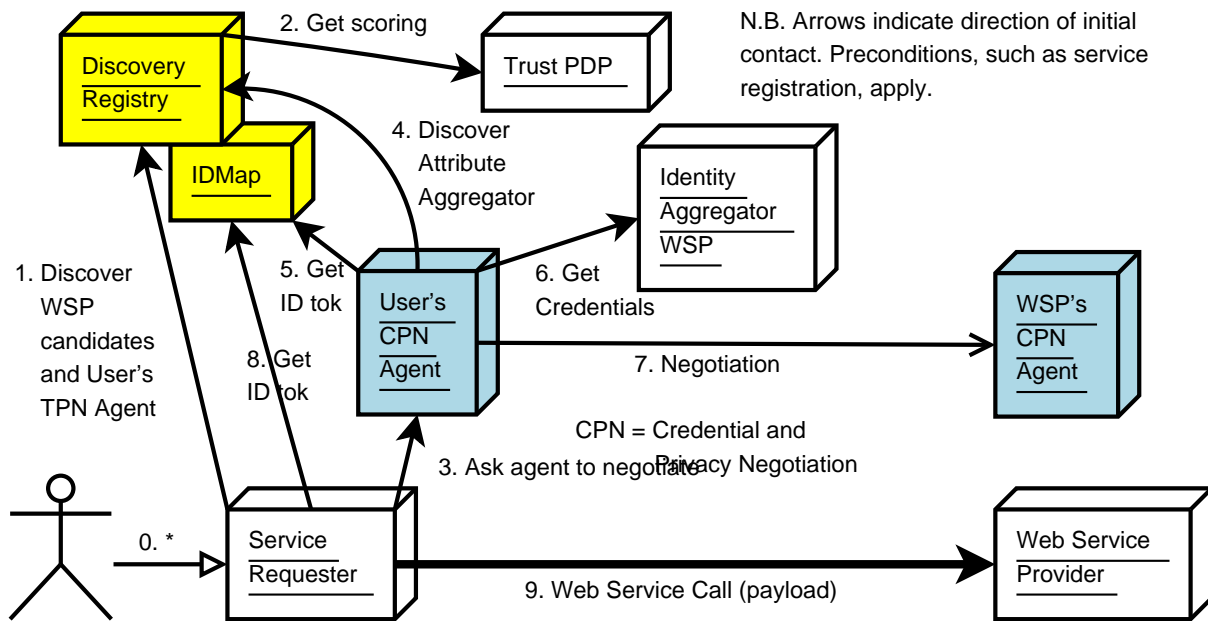 2. Get scoring
N.B. Arrows indicate direction of initial
contact. Preconditions, such as service
registration, apply.
Discovery
Registry
Trust PDP
4. Discover
Attribute
Aggregator
IDMap
Identity
Aggregator
WSP
1. Discover
WSP
candidates
and User's
TPN Agent
5. Get
ID tok
6. Get
Credentials
User's
CPN
Agent
WSP's
CPN
Agent
8. Get
ID tok
7. Negotiation
CPN = Credential and
Privacy Negotiation
3. Ask agent to negotiate
0. *
Service
Requester
Web Service
Provider
9. Web Service Call (payload)